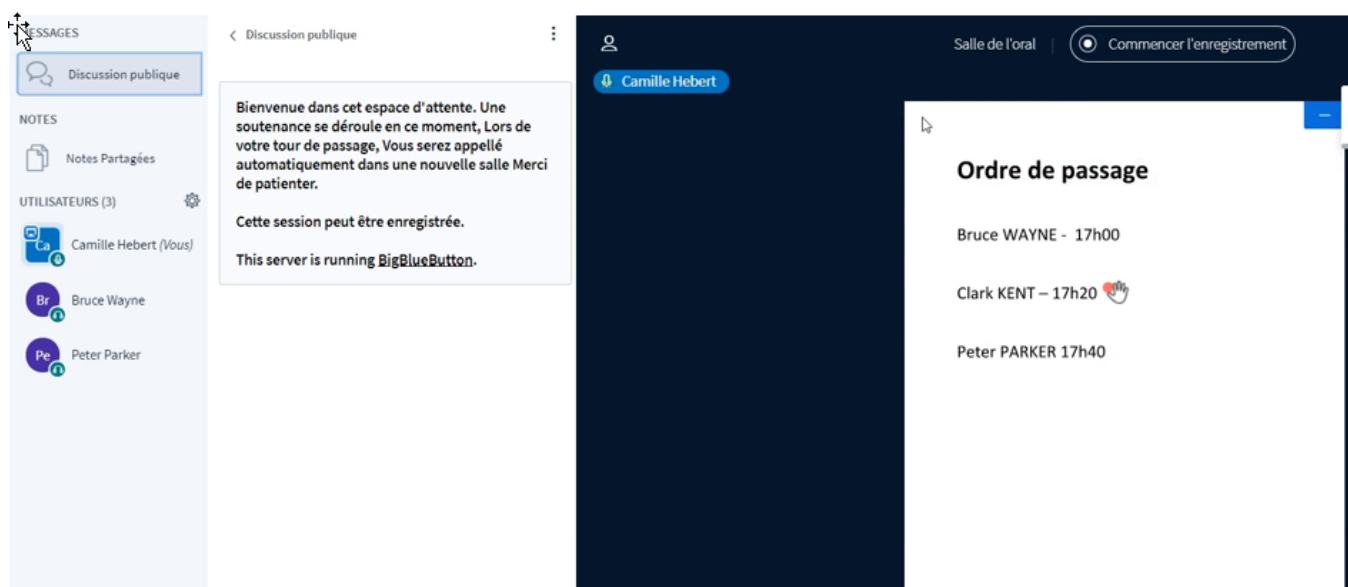 MESSAGES
Discussion publique
NOTES
Notes Partagées
UTILISATEURS (3)
Ca
Camille Hebert (Vous)
Br
Bruce Wayne
Pe
Peter Parker
Discussion publique
Bienvenue dans cet espace d'attente. Une
soutenance se déroule en ce moment, Lors de
votre tour de passage, Vous serez appellé
automatiquement dans une nouvelle salle Merci
de patienter.
Cette session peut être enregistrée.
This server is running BigBlueButton.
Salle de l'oral
Commencer l'enregistrement
Camille Hebert
Ordre de passage
Bruce WAYNE - 17h00
Clark KENT – 17h20
Peter PARKER 17h40